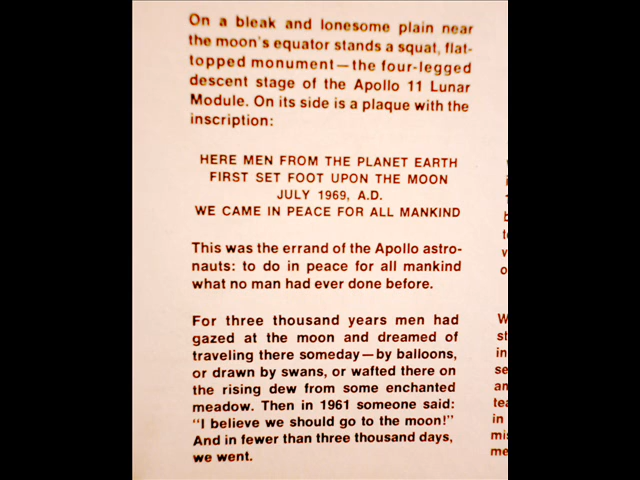 On a bleak and lonesome plain near
the moon's equator stands a squat, flat-
topped monument—the four-legged
descent stage of the Apollo 11 Lunar
Module. On its side is a plaque with the
inscription:
HERE MEN FROM THE PLANET EARTH
FIRST SET FOOT UPON THE MOON
JULY 1969, A.D.
WE CAME IN PEACE FOR ALL MANKIND
This was the errand of the Apollo astro-
nauts: to do in peace for all mankind
what no man had ever done before.
For three thousand years men had
gazed at the moon and dreamed of
traveling there someday—by balloons,
or drawn by swans, or wafted there on
the rising dew from some enchanted
meadow. Then in 1961 someone said:
"I believe we should go to the moon!"
And in fewer than three thousand days,
we went.